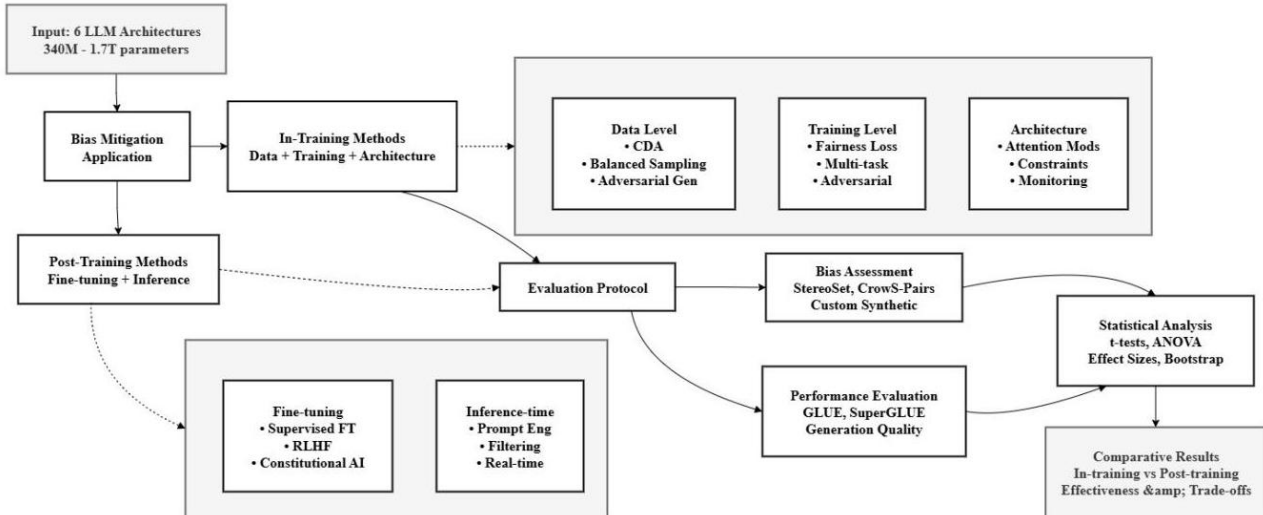 Input: 6 LLM Architectures
340M - 1.7T parameters
Bias Mitigation
Application
In-Training Methods
Data + Training + Architecture
Data Level
• CDA
• Balanced Sampling
• Adversarial Gen
Training Level
• Fairness Loss
• Multi-task
• Adversarial
Architecture
• Attention Mods
• Constraints
• Monitoring
Post-Training Methods
Fine-tuning + Inference
Evaluation Protocol
Bias Assessment
StereoSet, CrowS-Pairs
Custom Synthetic
Statistical Analysis
t-tests, ANOVA
Effect Sizes, Bootstrap
Fine-tuning
• Supervised FT
• RLHF
• Constitutional AI
Inference-time
• Prompt Eng
• Filtering
• Real-time
Performance Evaluation
GLUE, SuperGLUE
Generation Quality
Comparative Results
In-training vs Post-training
Effectiveness &amp; Trade-offs